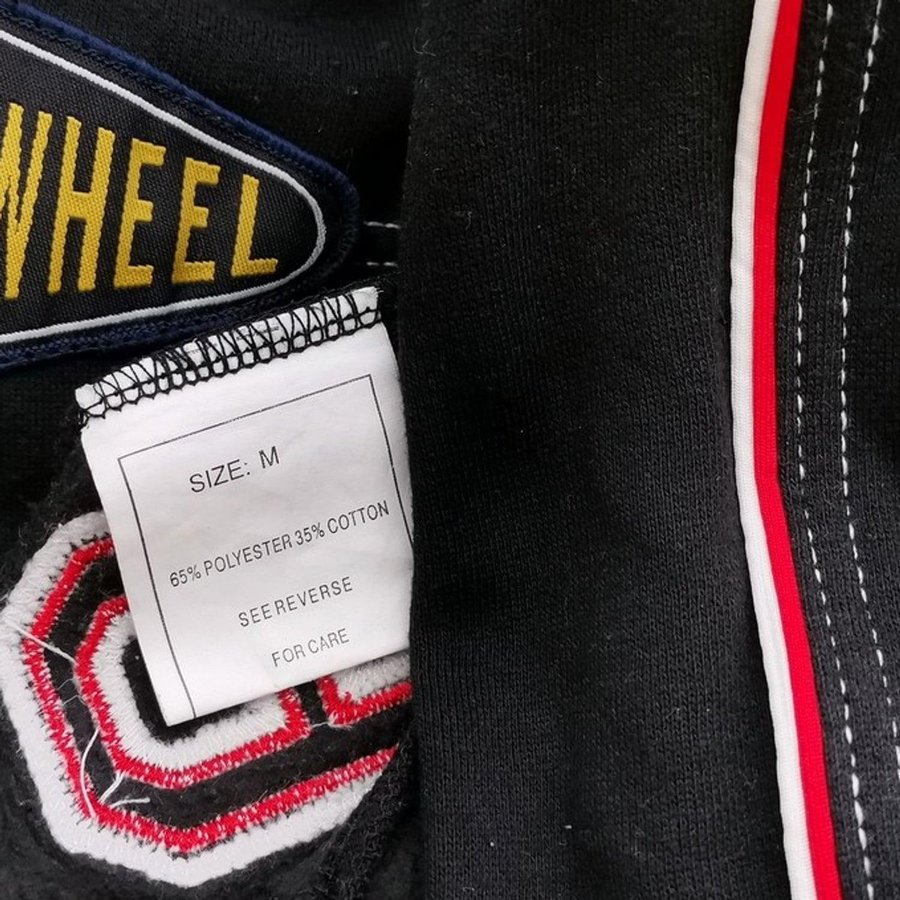 WHEEL
SIZE: M
65% POLYESTER 35% COTTON
SEE REVERSE
FOR CARE